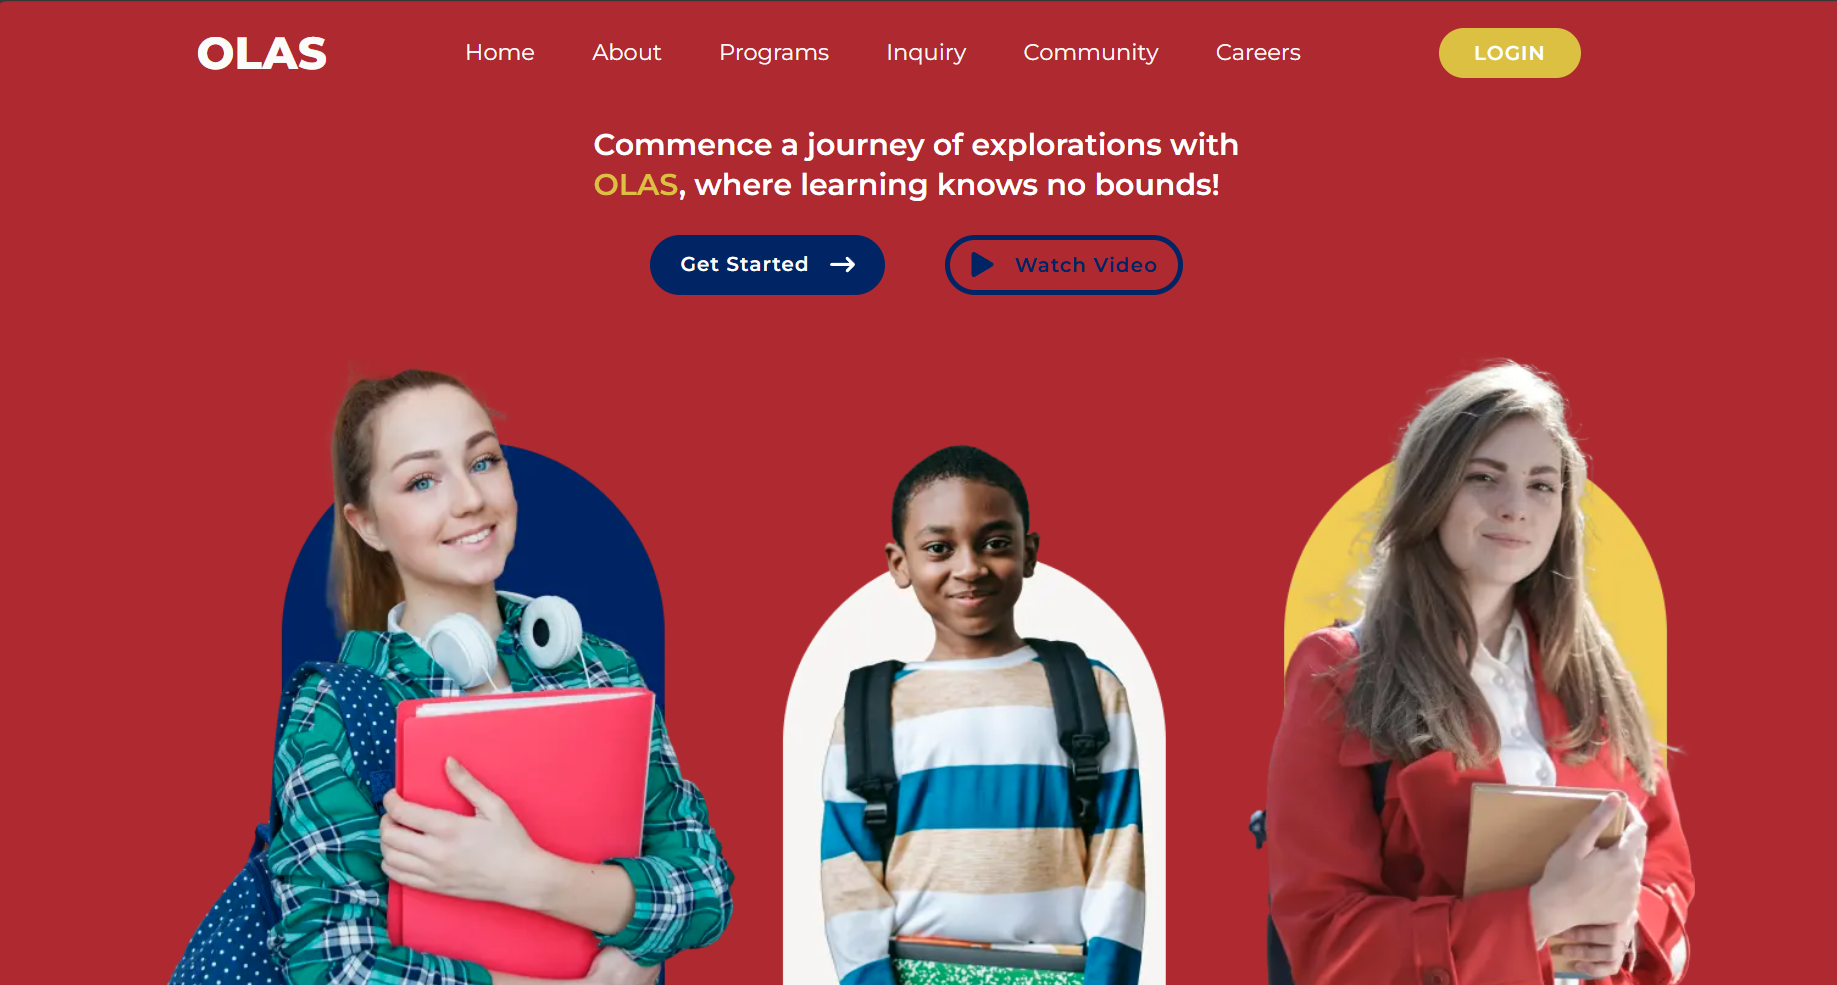 OLAS
Home About Programs Inquiry Community Careers
LOGIN
Commence a journey of explorations with
OLAS, where learning knows no bounds!
Get Started
Watch Video